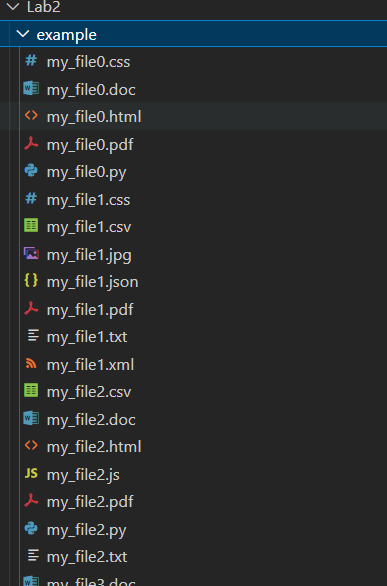 Lab2
example
# my_file0.css
W my_file0.doc
<> my_file0.html
my_file0.pdf
my_file0.py
# my_file1.css
my_file1.csv
my_file1.jpg
{ } my_file1.json
my_file1.pdf
my_file1.txt
my_file1.xml
my_file2.csv
W my_file2.doc
<> my_file2.html
JS my_file2.js
my_file2.pdf
my_file2.py
my_file2.txt
W my_file3.doc